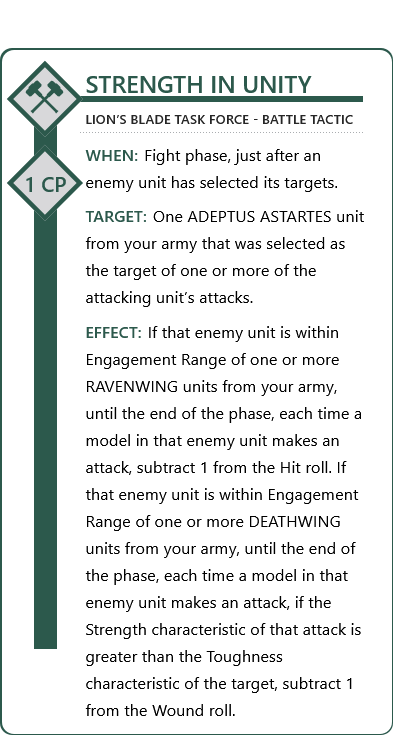 STRENGTH IN UNITY
LION'S BLADE TASK FORCE - BATTLE TACTIC
WHEN: Fight phase, just after an
1 CP enemy unit has selected its targets.
TARGET: One ADEPTUS ASTARTES unit
from your army that was selected as
the target of one or more of the
attacking unit's attacks.
EFFECT: If that enemy unit is within
Engagement Range of one or more
RAVENWING units from your army,
until the end of the phase, each time a
model in that enemy unit makes an
attack, subtract 1 from the Hit roll. If
that enemy unit is within Engagement
Range of one or more DEATHWING
units from your army, until the end of
the phase, each time a model in that
enemy unit makes an attack, if the
Strength characteristic of that attack is
greater than the Toughness
characteristic of the target, subtract 1
from the Wound roll.